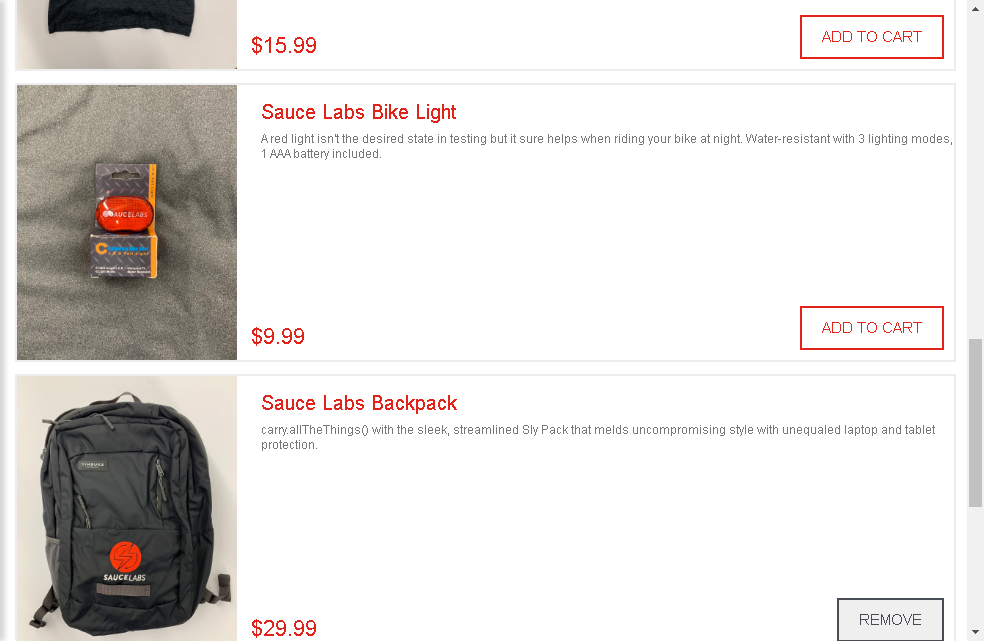 $15.99
ADD TO CART
Sauce Labs Bike Light
A red light isn't the desired state in testing but it sure helps when riding your bike at night. Water-resistant with 3 lighting modes,
1 AAA battery included.
SAUCELABS
$9.99
ADD TO CART
Sauce Labs Backpack
carry.allTheThings() with the sleek, streamlined Sly Pack that melds uncompromising style with unequaled laptop and tablet
protection.
TIMBUK2
SAUCELABS
$29.99
REMOVE